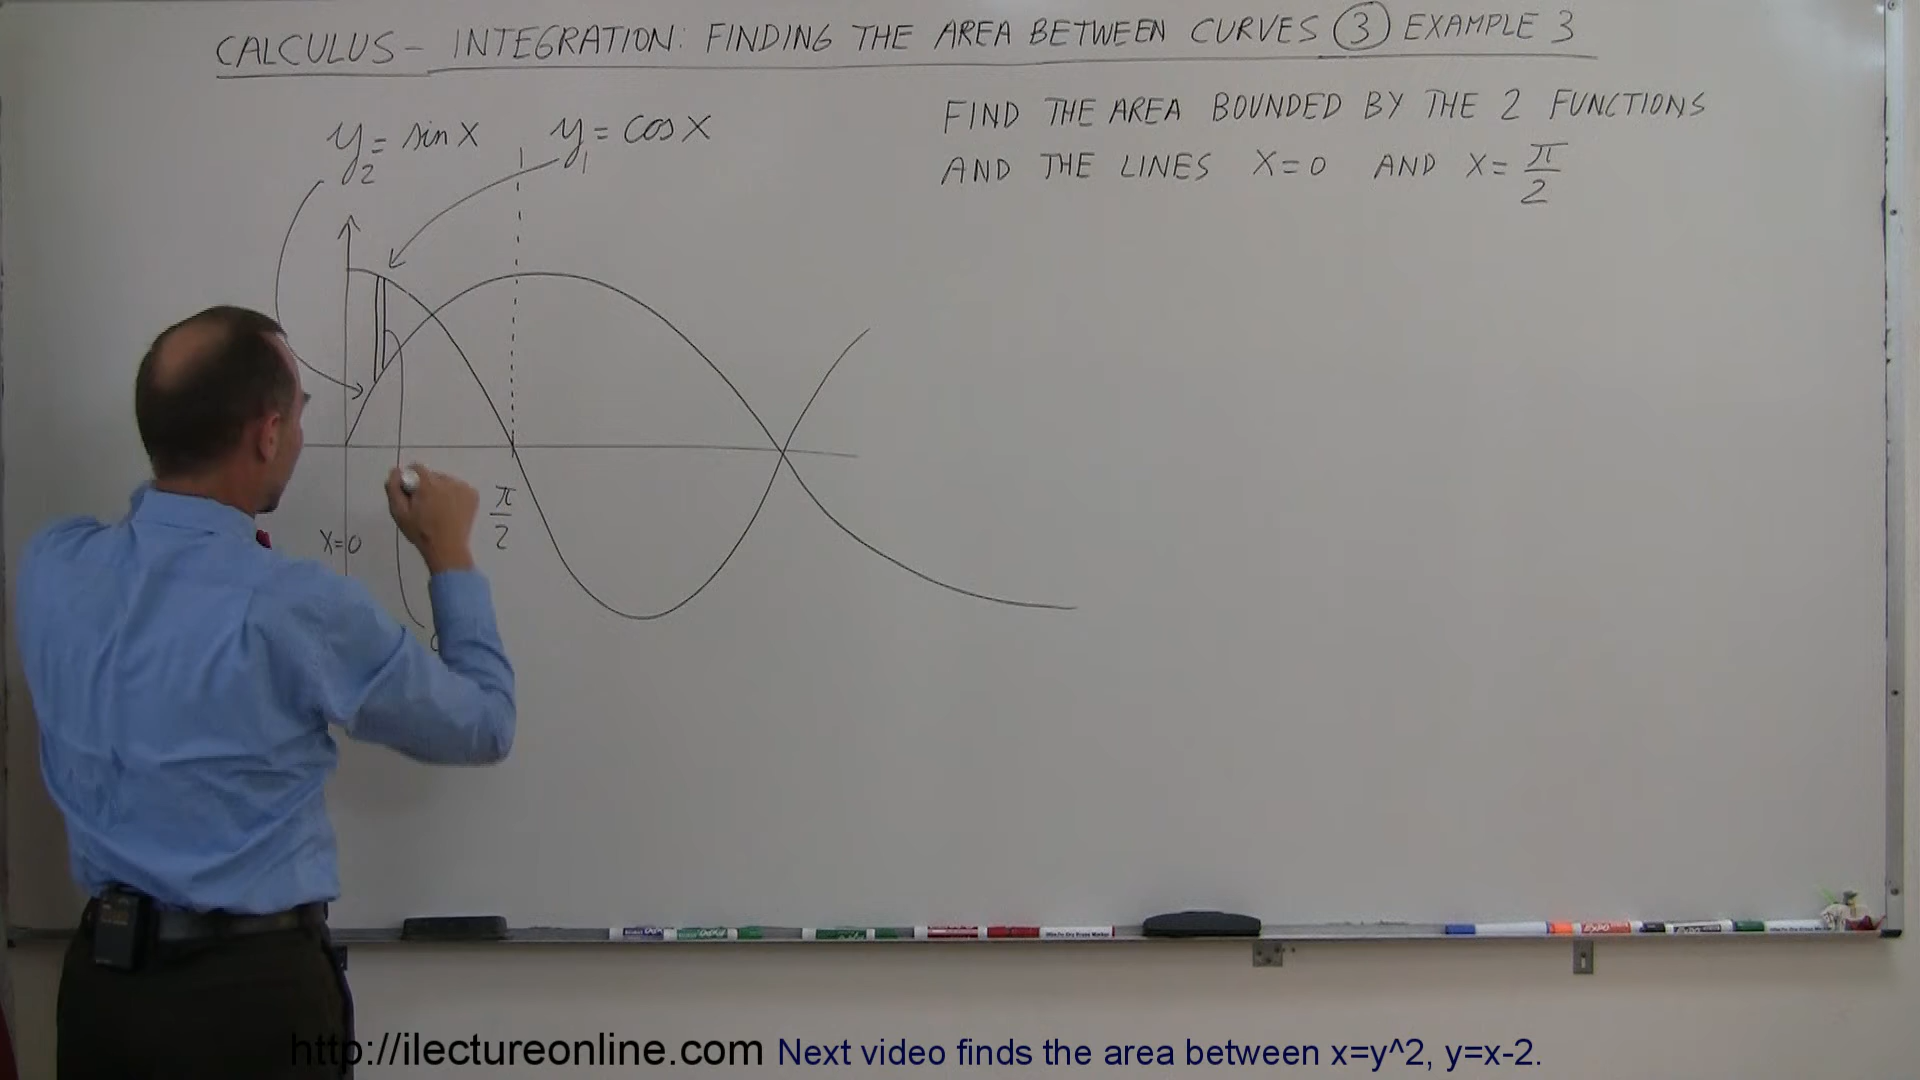 CALCULUS – INTEGRATION: FINDING THE AREA BETWEEN CURVES ③ EXAMPLE 3
y₂ = sin x   y₁ = cos x
FIND THE AREA BOUNDED BY THE 2 FUNCTIONS
AND THE LINES X=0 AND X= π/2
π/2
X=0
http://ilectureonline.com Next video finds the area between x=y^2, y=x-2.